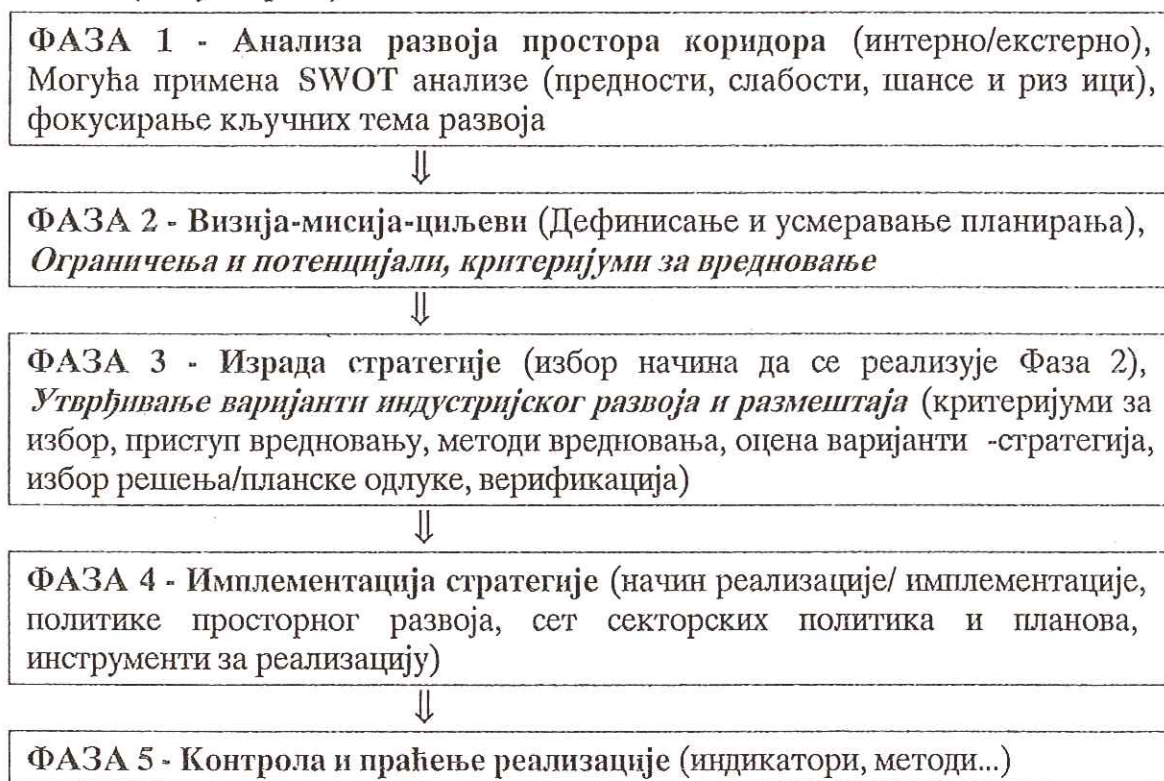 ФАЗА 1 - Анализа развоја простора коридора (интерно/екстерно),
Могућа примена SWOT анализе (предности, слабости, шансе и риз ици),
фокусирање кључних тема развоја
⇓
ФАЗА 2 - Визија-мисија-циљеви (Дефинисање и усмеравање планирања),
Ограничења и потенцијали, критеријуми за вредновање
⇓
ФАЗА 3 - Израда стратегије (избор начина да се реализује Фаза 2),
Утврђивање варијанти индустријског развоја и размештаја (критеријуми за
избор, приступ вредновању, методи вредновања, оцена варијанти -стратегија,
избор решења/планске одлуке, верификација)
⇓
ФАЗА 4 - Имплементација стратегије (начин реализације/ имплементације,
политике просторног развоја, сет секторских политика и планова,
инструменти за реализацију)
⇓
ФАЗА 5 - Контрола и праћење реализације (индикатори, методи...)